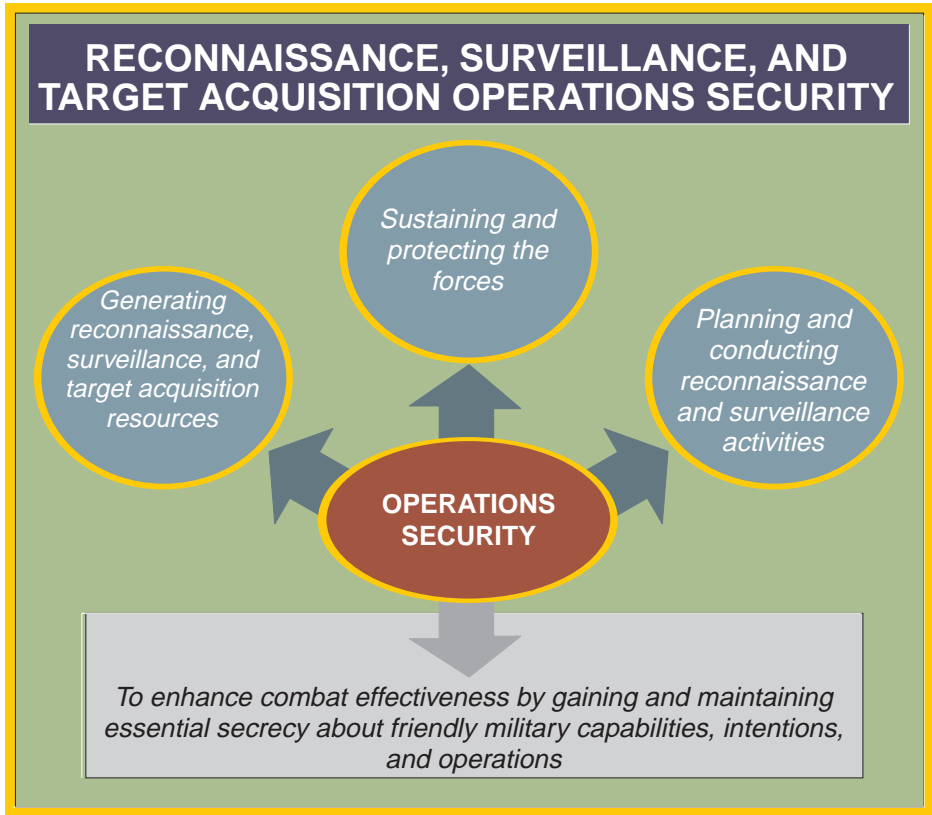 RECONNAISSANCE, SURVEILLANCE, AND
TARGET ACQUISITION OPERATIONS SECURITY
Sustaining and
protecting the
forces
Generating
reconnaissance,
surveillance, and
target acquisition
resources
Planning and
conducting
reconnaissance
and surveillance
activities
OPERATIONS
SECURITY
To enhance combat effectiveness by gaining and maintaining
essential secrecy about friendly military capabilities, intentions,
and operations